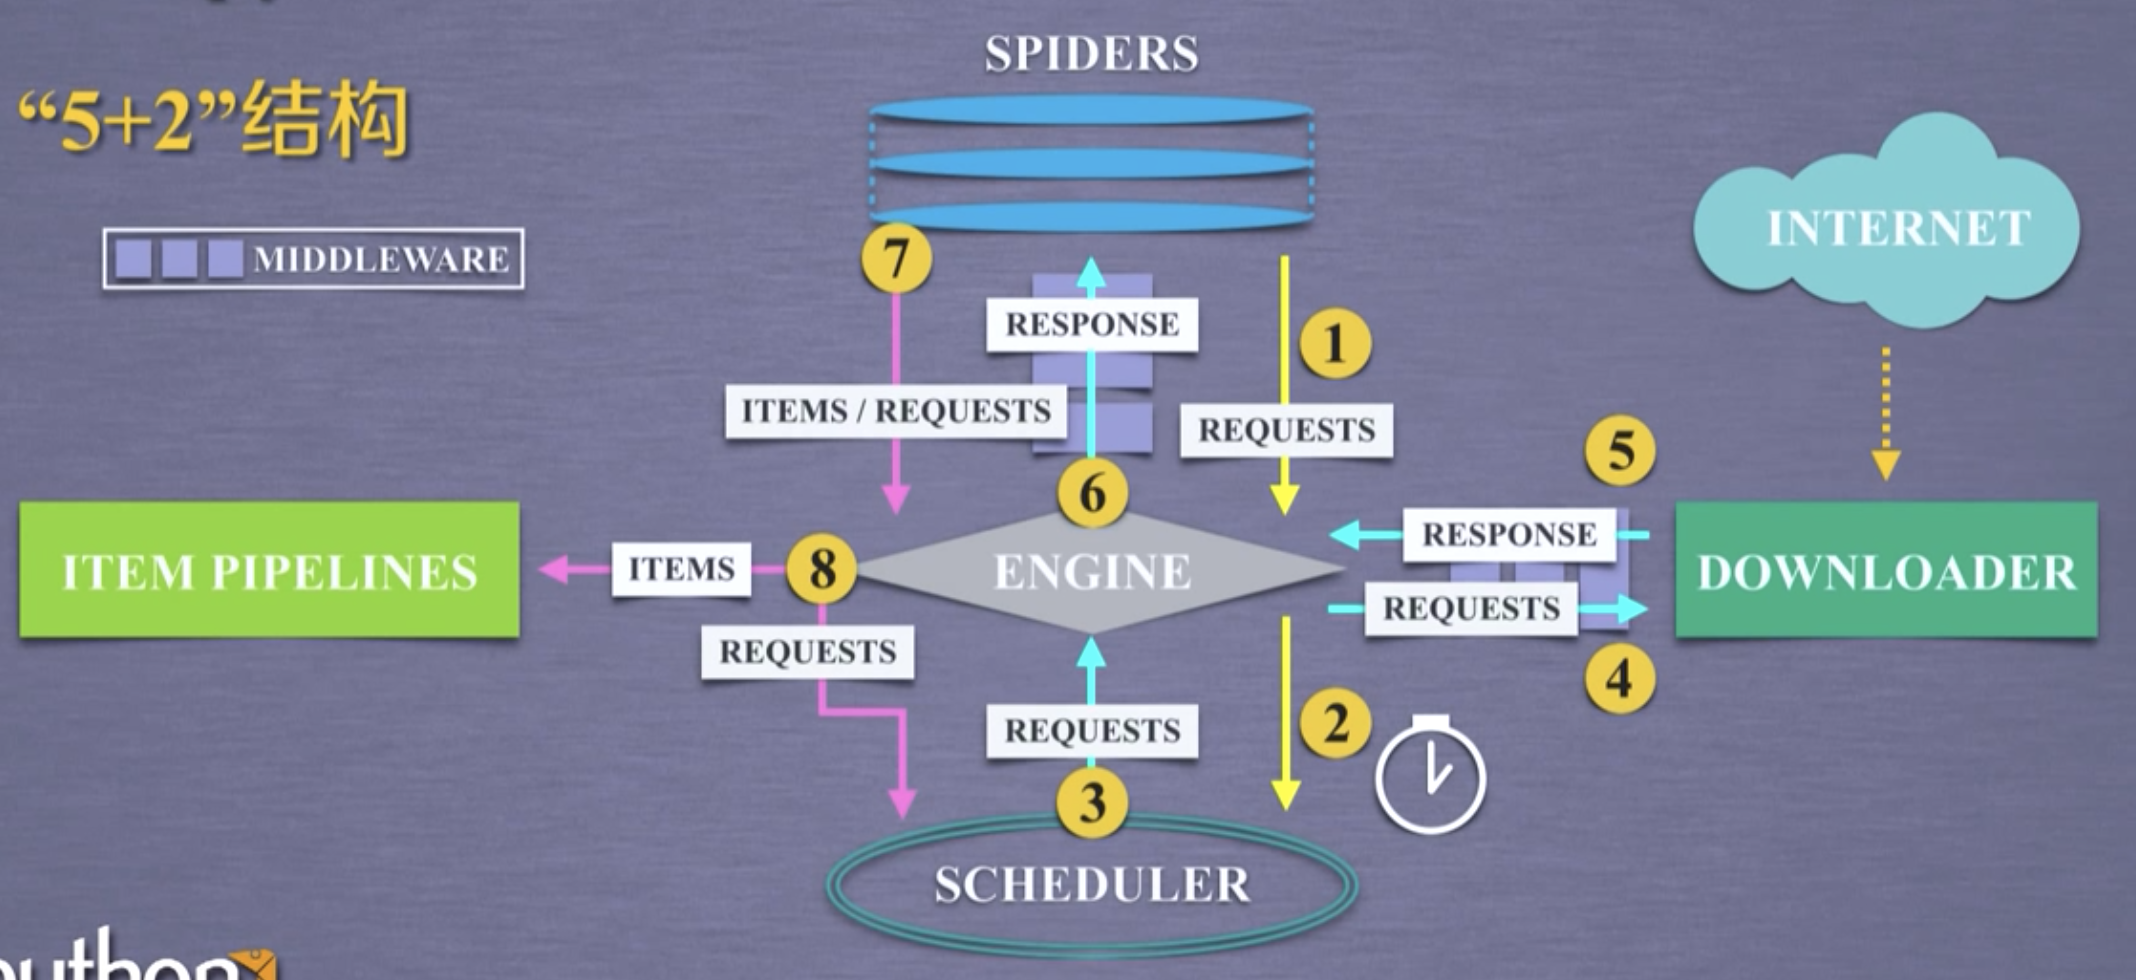 SPIDERS
“5+2”结构
INTERNET
MIDDLEWARE
7
RESPONSE
1
ITEMS / REQUESTS
REQUESTS
5
6
RESPONSE
ITEM PIPELINES
ITEMS
8
ENGINE
DOWNLOADER
REQUESTS
REQUESTS
4
REQUESTS
2
3
SCHEDULER